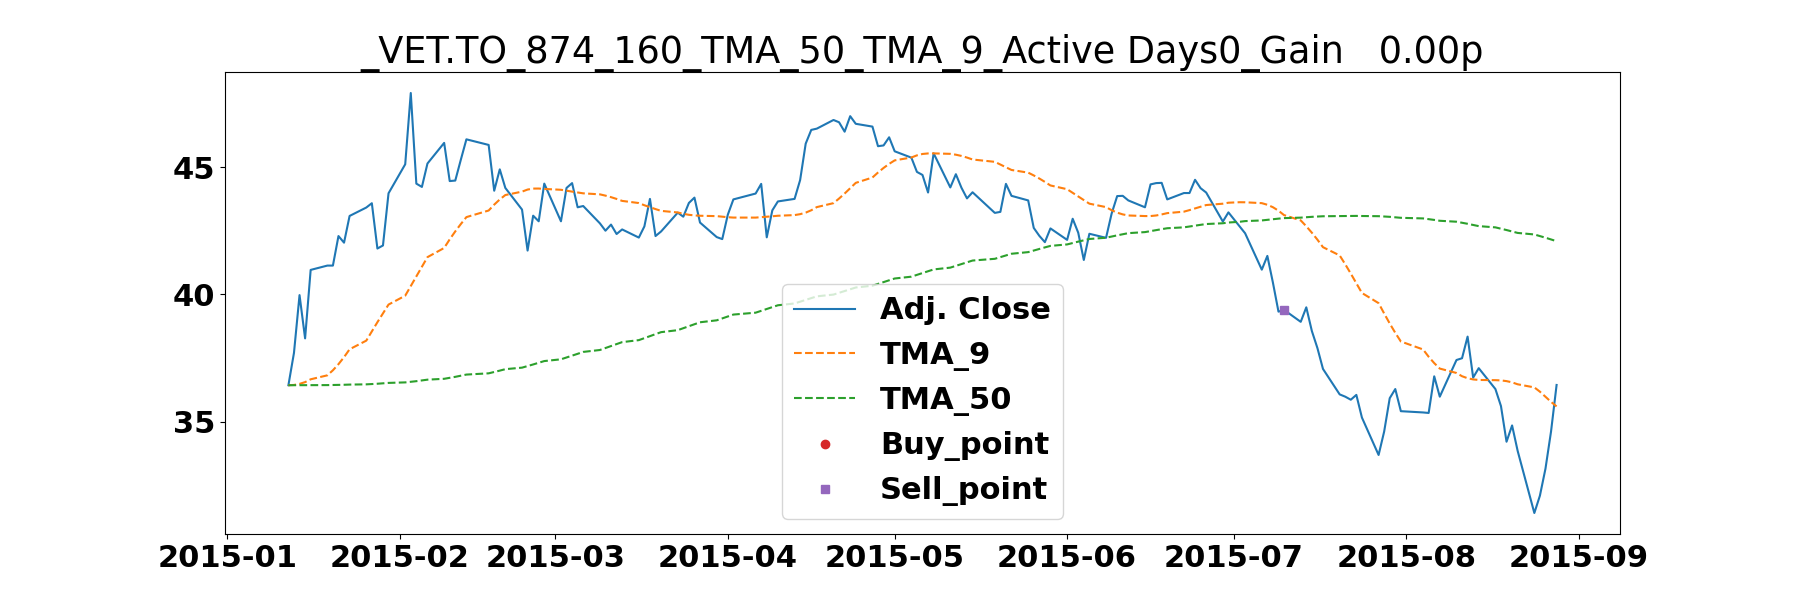 _VET.TO_874_160_TMA_50_TMA_9_Active Days0_Gain   0.00p
45
40
35
Adj. Close
TMA_9
TMA_50
Buy_point
Sell_point
2015-01 2015-02 2015-03 2015-04 2015-05 2015-06 2015-07 2015-08 2015-09